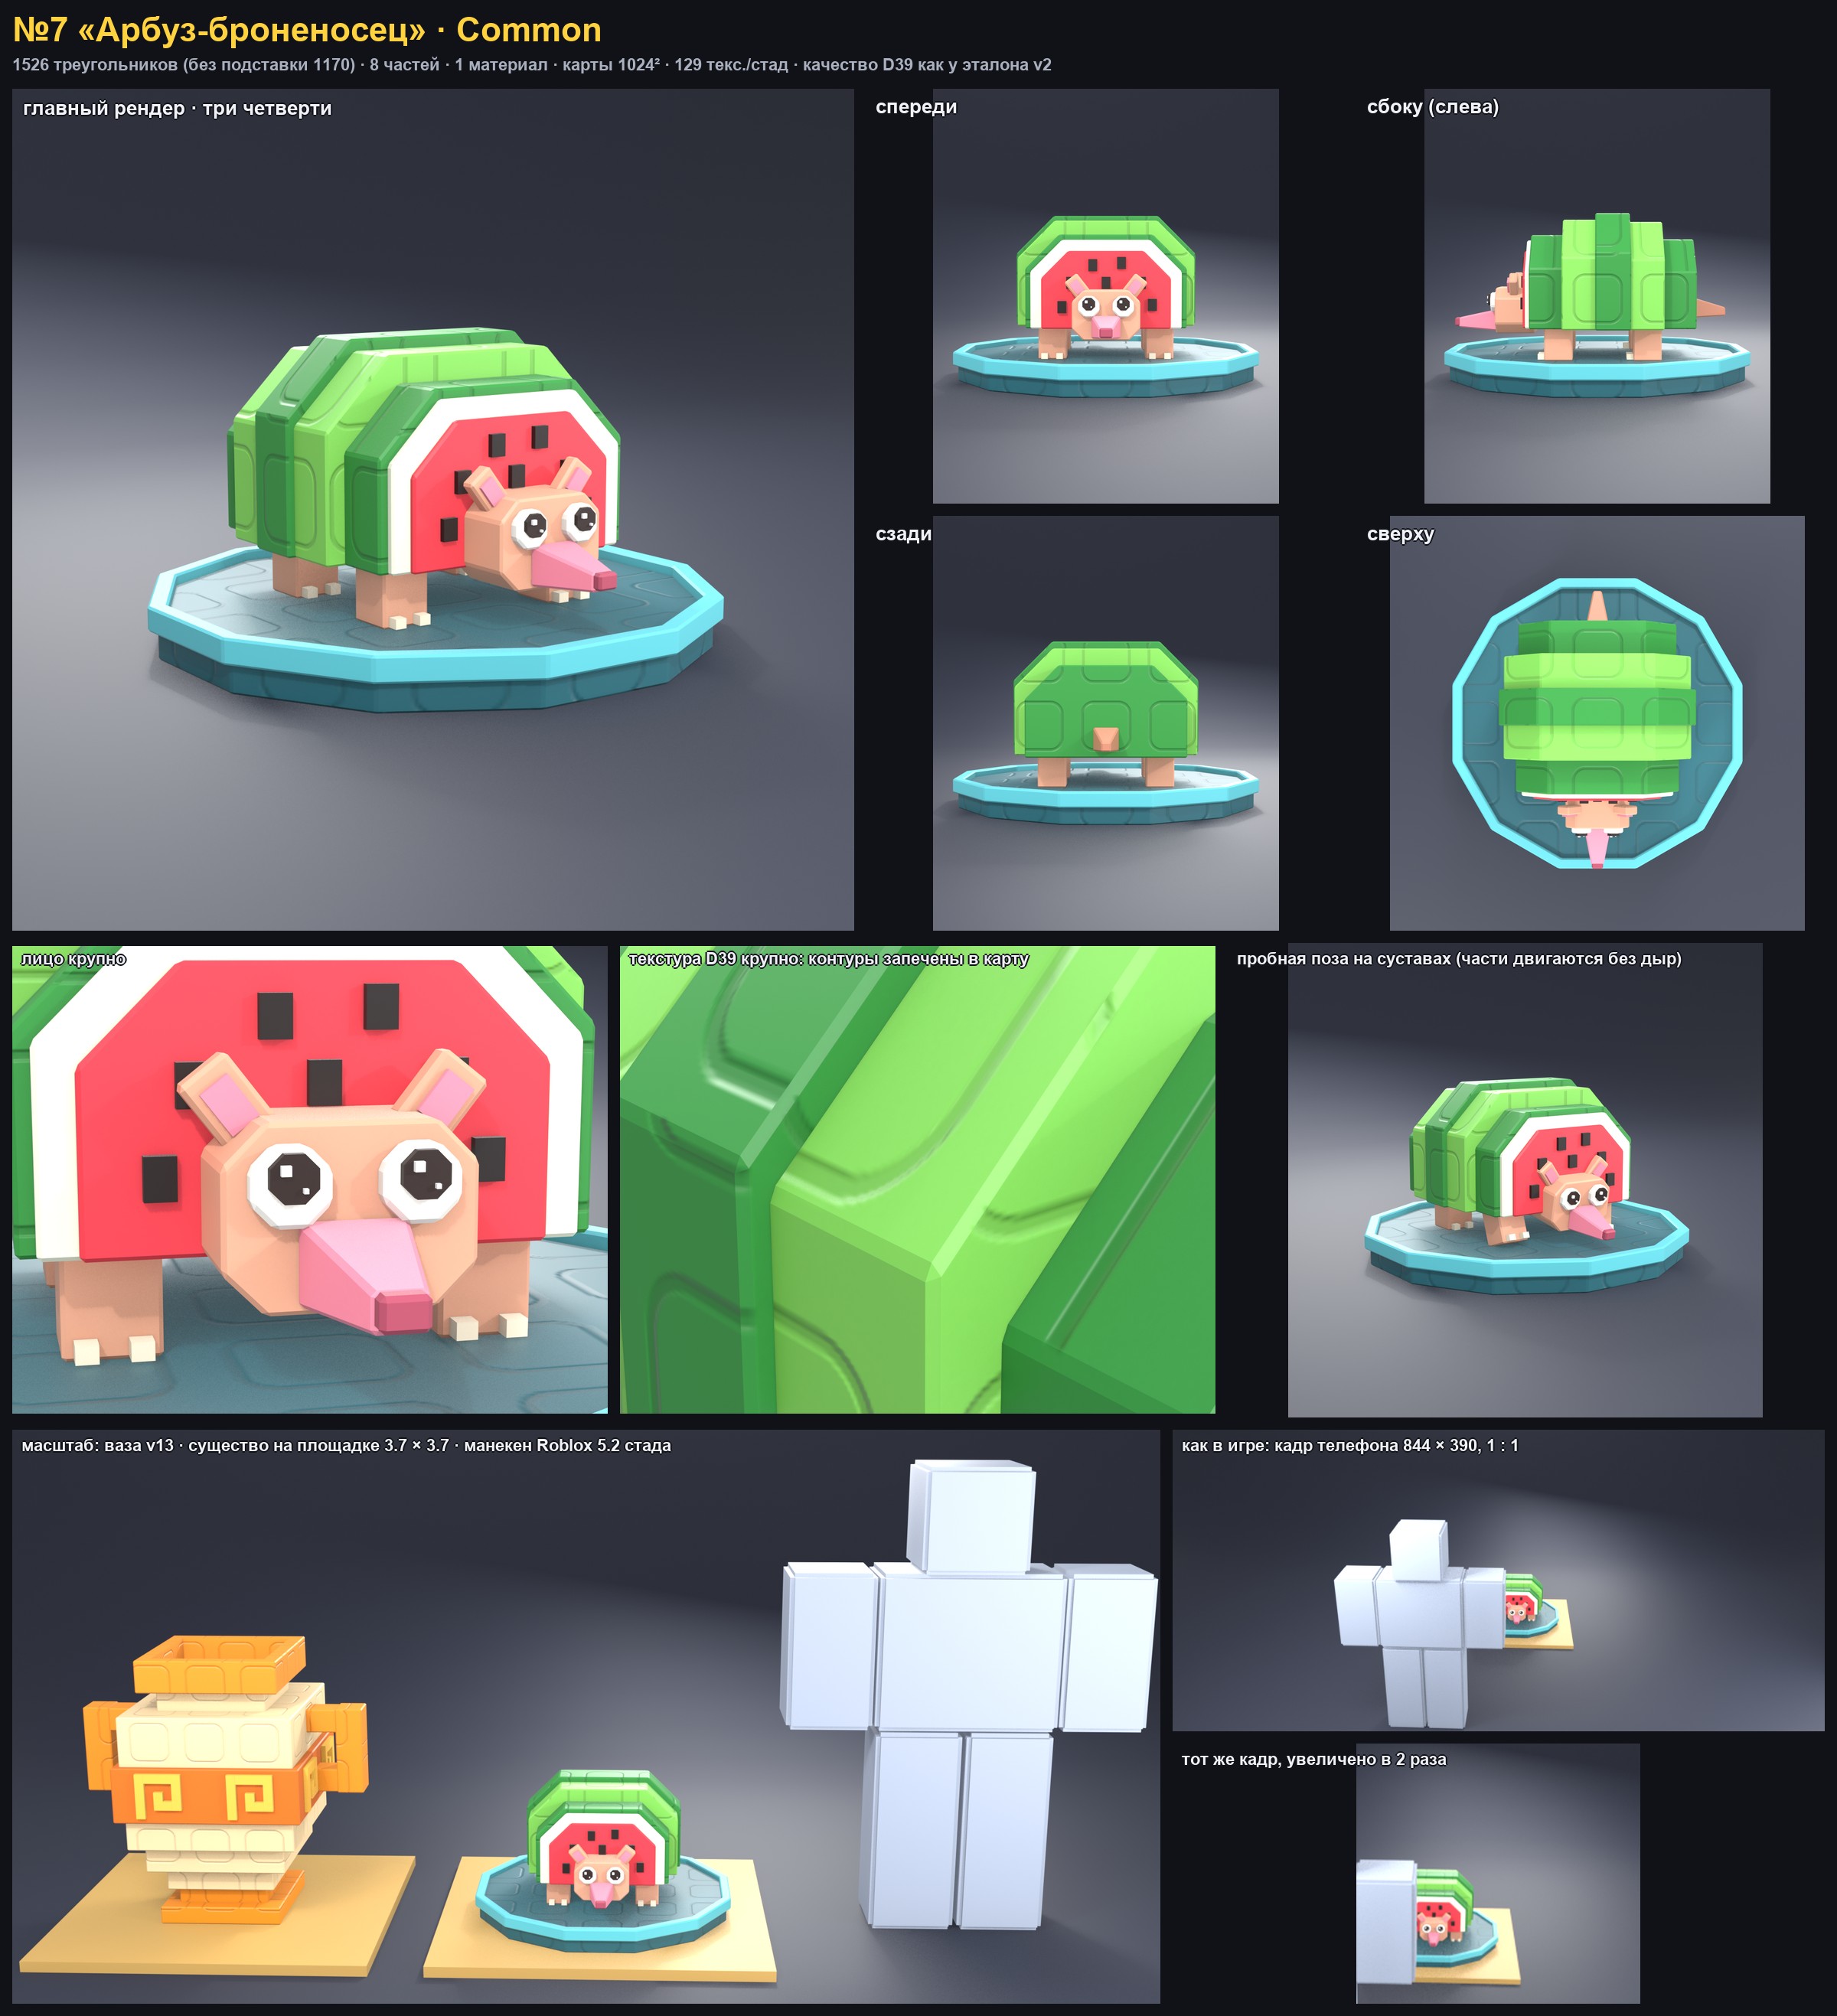 №7 «Арбуз-броненосец» · Common
1526 треугольников (без подставки 1170) · 8 частей · 1 материал · карты 1024² · 129 текс./стад · качество D39 как у эталона v2
главный рендер · три четверти
спереди
сбоку (слева)
сзади
сверху
лицо крупно
текстура D39 крупно: контуры запечены в карту
пробная поза на суставах (части двигаются без дыр)
масштаб: ваза v13 · существо на площадке 3.7 × 3.7 · манекен Roblox 5.2 стада
как в игре: кадр телефона 844 × 390, 1 : 1
тот же кадр, увеличено в 2 раза